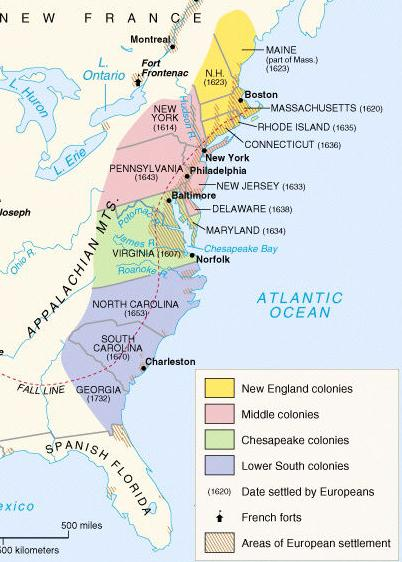 NEW FRANCE
Montreal
MAINE
(part of Mass.)
(1623)
Fort
Frontenac
L.
Ontario
N.H.
(1623)
L. Huron
Boston
MASSACHUSETTS (1620)
Hudson R.
NEW
YORK
(1614)
RHODE ISLAND (1635)
CONNECTICUT (1636)
L. Erie
New York
PENNSYLVANIA
(1643)
Philadelphia
NEW JERSEY (1633)
Baltimore
DELAWARE (1638)
Joseph
Potomac R.
MARYLAND (1634)
James R.
Chesapeake Bay
VIRGINIA (1607)
Norfolk
Ohio R.
Roanoke R.
APPALACHIAN MTS.
NORTH CAROLINA
(1653)
ATLANTIC
OCEAN
SOUTH
CAROLINA
(1670)
Charleston
FALL LINE
GEORGIA
(1732)
New England colonies
Middle colonies
Chesapeake colonies
Lower South colonies
(1620) Date settled by Europeans
French forts
Areas of European settlement
SPANISH FLORIDA
exico
500 miles
500 kilometers